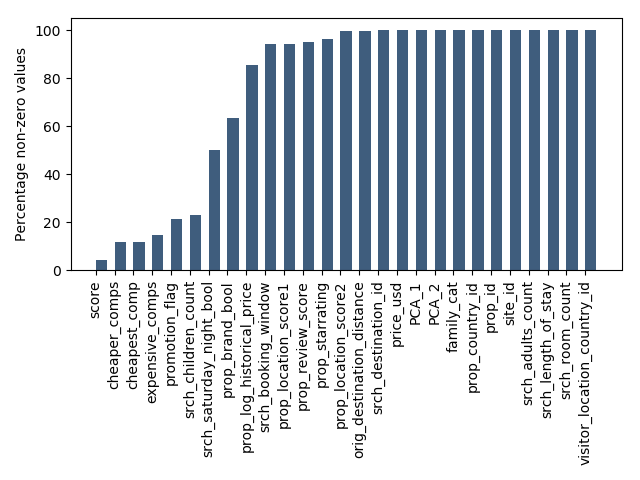 Percentage non-zero values
100
80
60
40
20
0
score
cheaper_comps
cheapest_comp
expensive_comps
promotion_flag
srch_children_count
srch_saturday_night_bool
prop_brand_bool
prop_log_historical_price
srch_booking_window
prop_location_score1
prop_review_score
prop_starrating
prop_location_score2
orig_destination_distance
srch_destination_id
price_usd
PCA_1
PCA_2
family_cat
prop_country_id
prop_id
site_id
srch_adults_count
srch_length_of_stay
srch_room_count
visitor_location_country_id